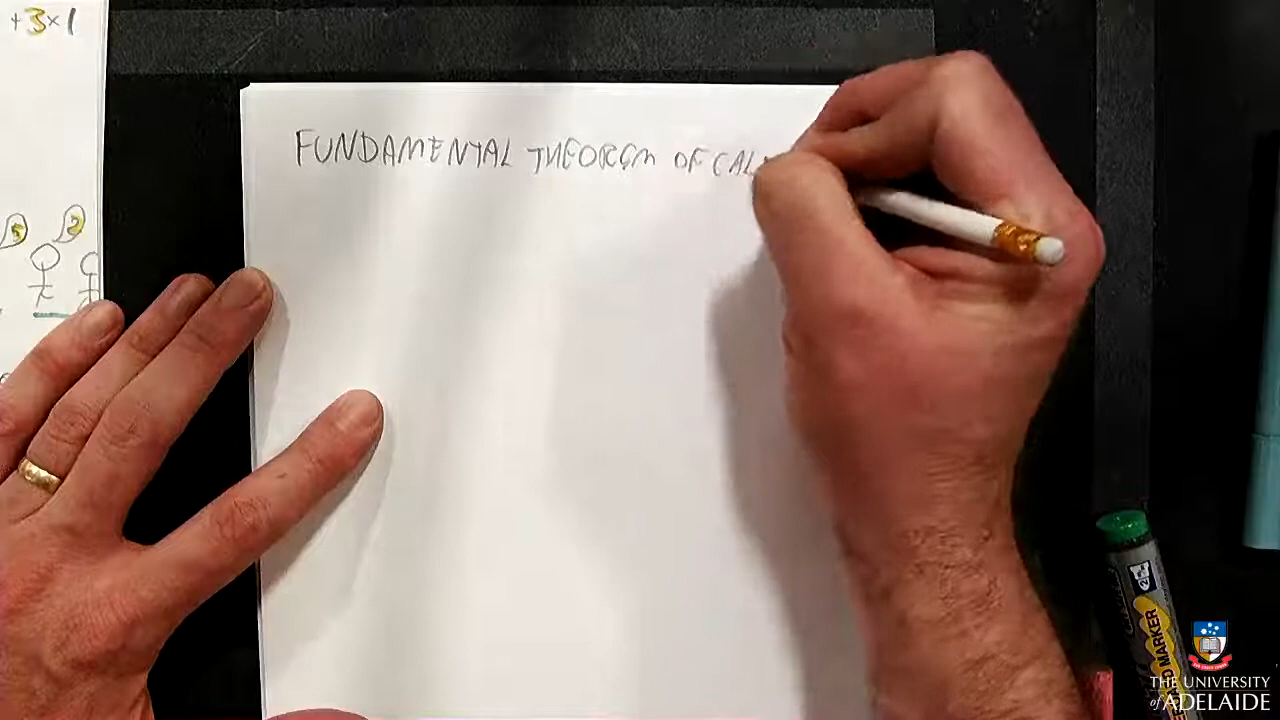 +3×1
FUNDAMENTAL THEOREM OF CAL
MARKER
THE UNIVERSITY
of ADELAIDE